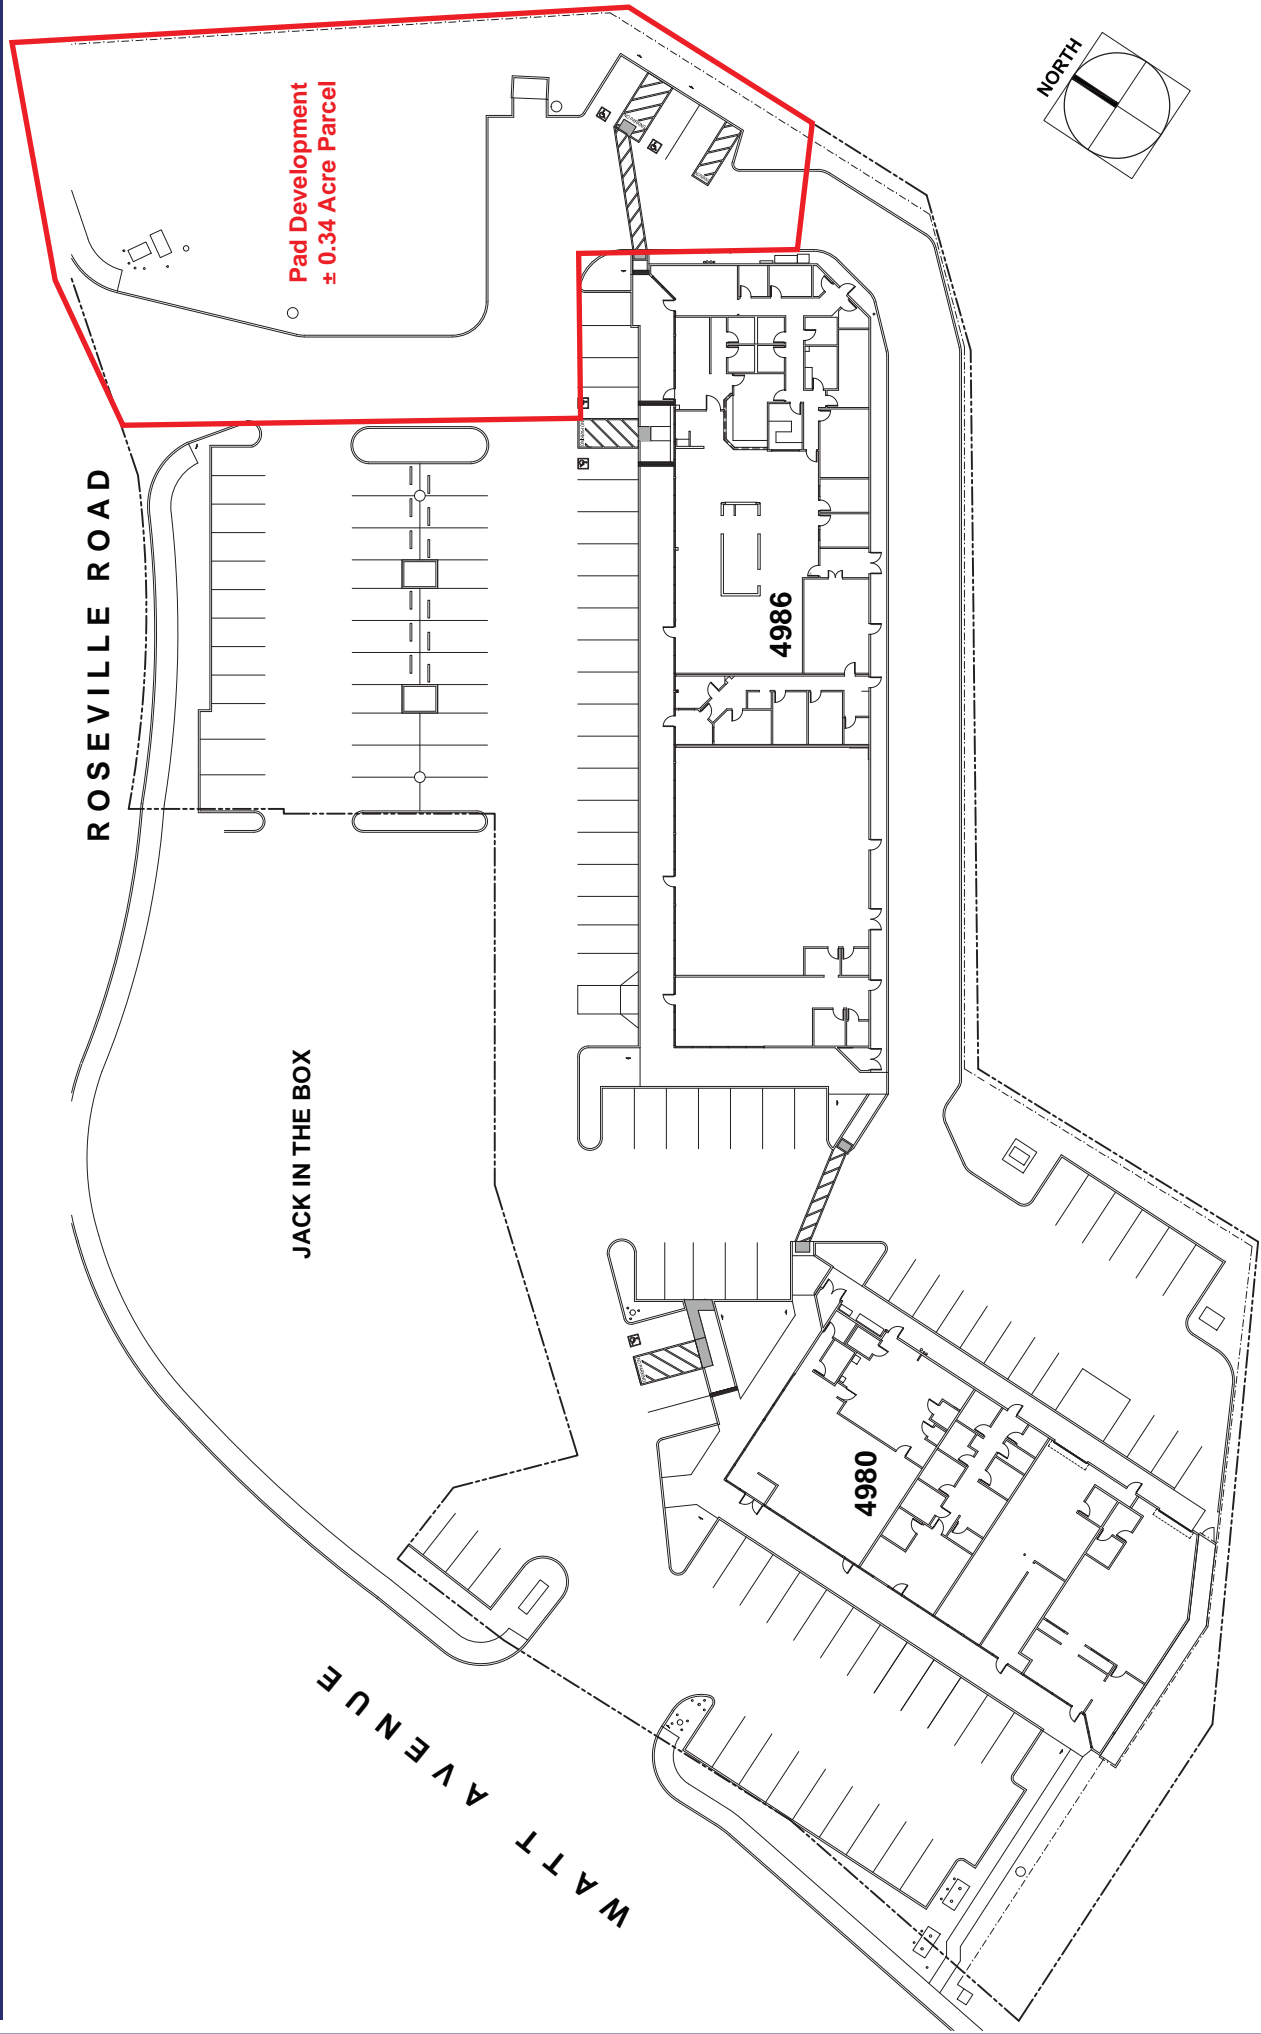 NORTH
Pad Development
± 0.34 Acre Parcel
ROSEVILLE ROAD
4986
JACK IN THE BOX
4980
WATT AVENUE